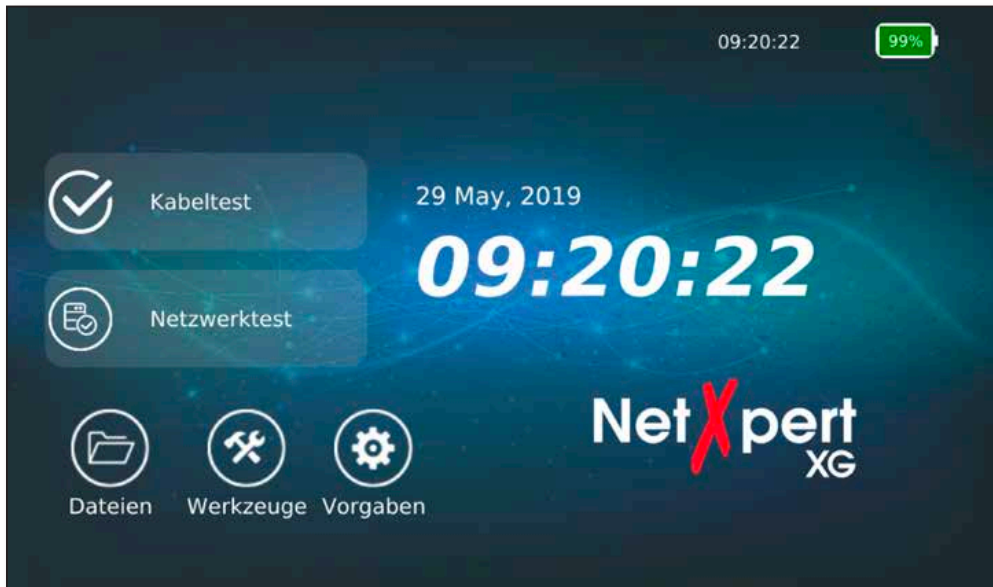 09:20:22
99%
Kabeltest
29 May, 2019
09:20:22
Netzwerktest
NetXpert
XG
Dateien
Werkzeuge
Vorgaben